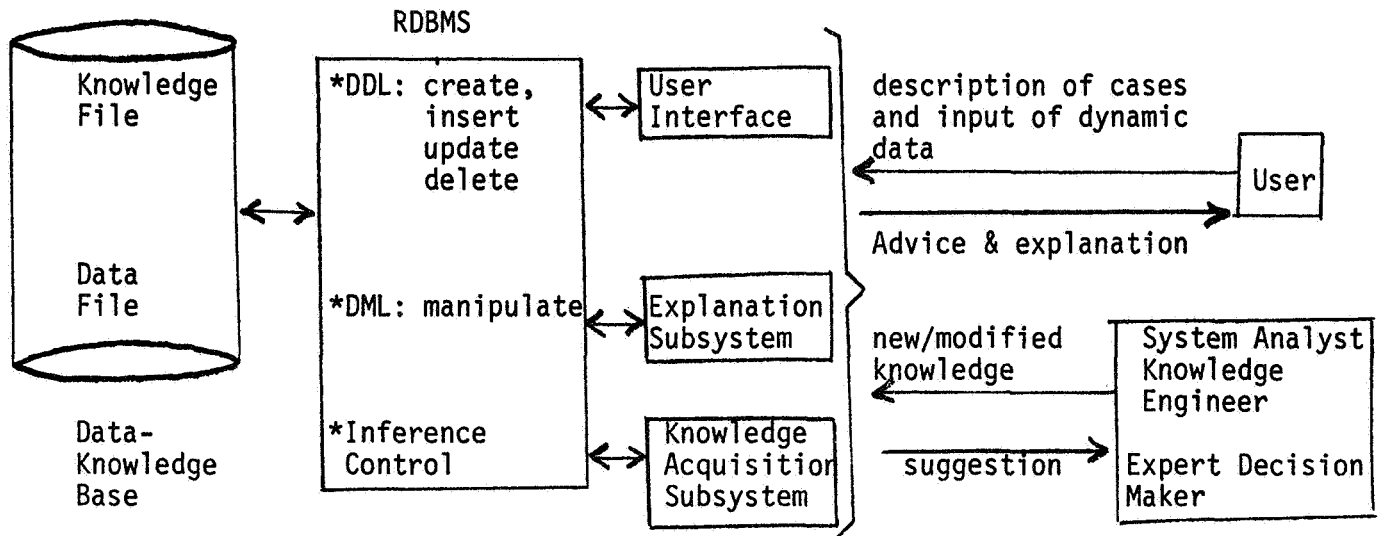 RDBMS
Knowledge
File
Data
File
Data-
Knowledge
Base
*DDL: create,
insert
update
delete
*DML: manipulate
*Inference
Control
User
Interface
Explanation
Subsystem
Knowledge
Acquisition
Subsystem
description of cases
and input of dynamic
data
User
Advice & explanation
new/modified
knowledge
suggestion
System Analyst
Knowledge
Engineer
Expert Decision
Maker